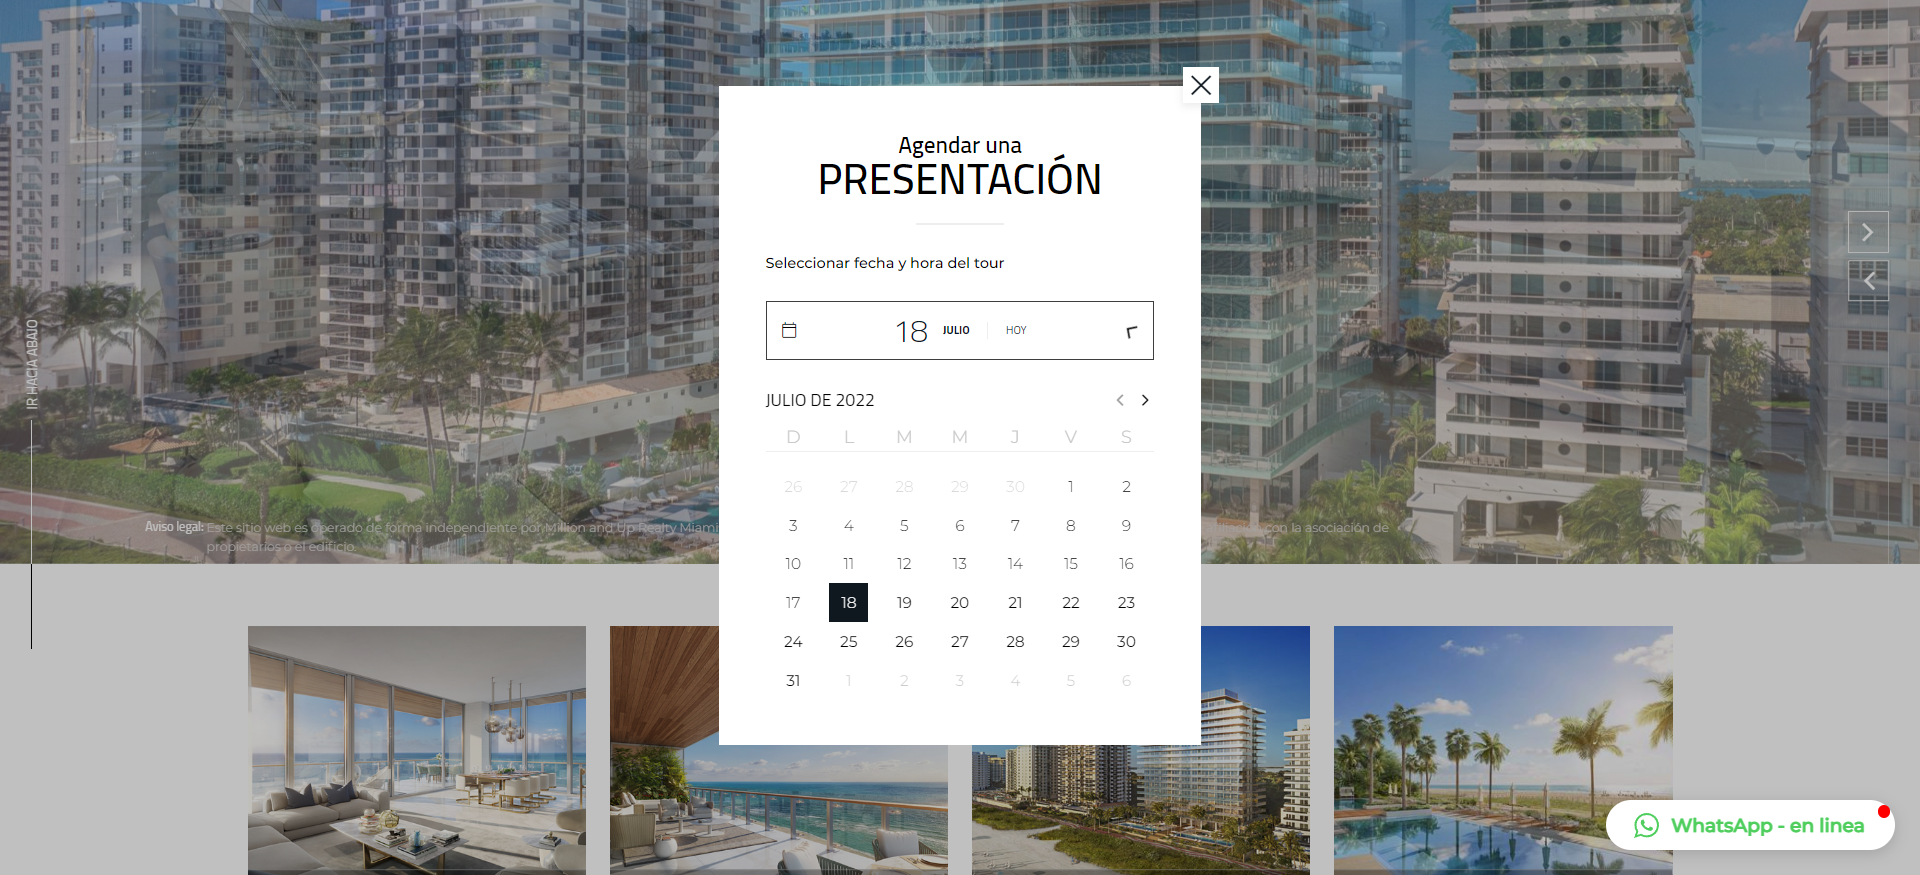 Agendar una
PRESENTACIÓN
Seleccionar fecha y hora del tour
18 JULIO HOY
JULIO DE 2022
D L M M J V S
26 27 28 29 30 1 2
3 4 5 6 7 8 9
10 11 12 13 14 15 16
17 18 19 20 21 22 23
24 25 26 27 28 29 30
31 1 2 3 4 5 6
IR HACIA ABAJO
Aviso legal: Este sitio web es operado de forma independiente por Million and Up Realty Miami
con la asociación de
propietarios o el edificio.
WhatsApp - en linea